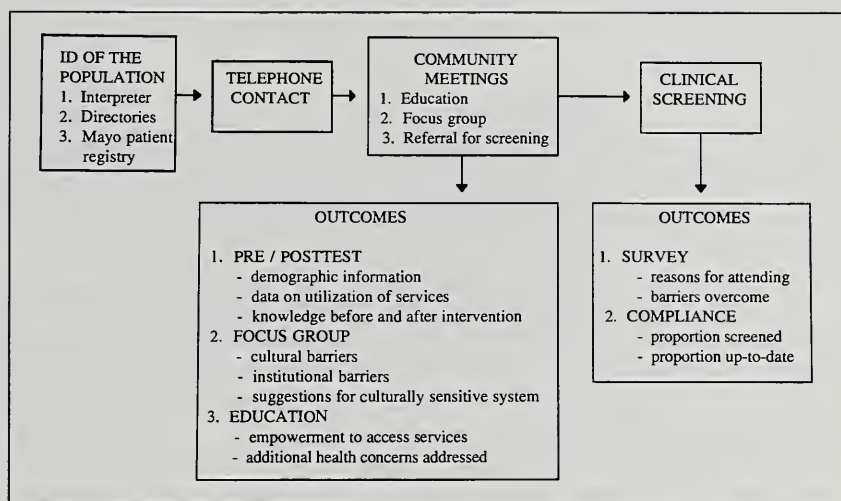 ID OF THE
POPULATION
1. Interpreter
2. Directories
3. Mayo patient
registry
TELEPHONE
CONTACT
COMMUNITY
MEETINGS
1. Education
2. Focus group
3. Referral for screening
CLINICAL
SCREENING
OUTCOMES
1. PRE / POSTTEST
- demographic information
- data on utilization of services
- knowledge before and after intervention
2. FOCUS GROUP
- cultural barriers
- institutional barriers
- suggestions for culturally sensitive system
3. EDUCATION
- empowerment to access services
- additional health concerns addressed
OUTCOMES
1. SURVEY
- reasons for attending
- barriers overcome
2. COMPLIANCE
- proportion screened
- proportion up-to-date